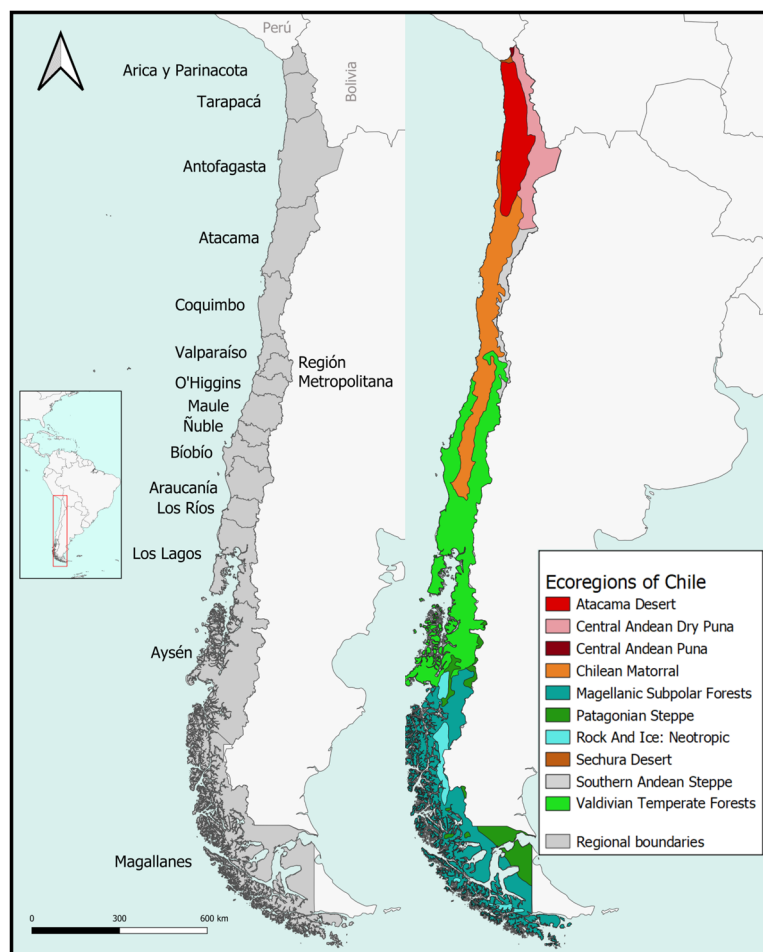 Perú
Arica y Parinacota
Tarapacá
Bolivia
Antofagasta
Atacama
Coquimbo
Valparaíso
Región
Metropolitana
O'Higgins
Maule
Ñuble
Bíobío
Araucanía
Los Ríos
Los Lagos
Aysén
Magallanes
0 300 600 km
Ecoregions of Chile
Atacama Desert
Central Andean Dry Puna
Central Andean Puna
Chilean Matorral
Magellanic Subpolar Forests
Patagonian Steppe
Rock And Ice: Neotropic
Sechura Desert
Southern Andean Steppe
Valdivian Temperate Forests
Regional boundaries